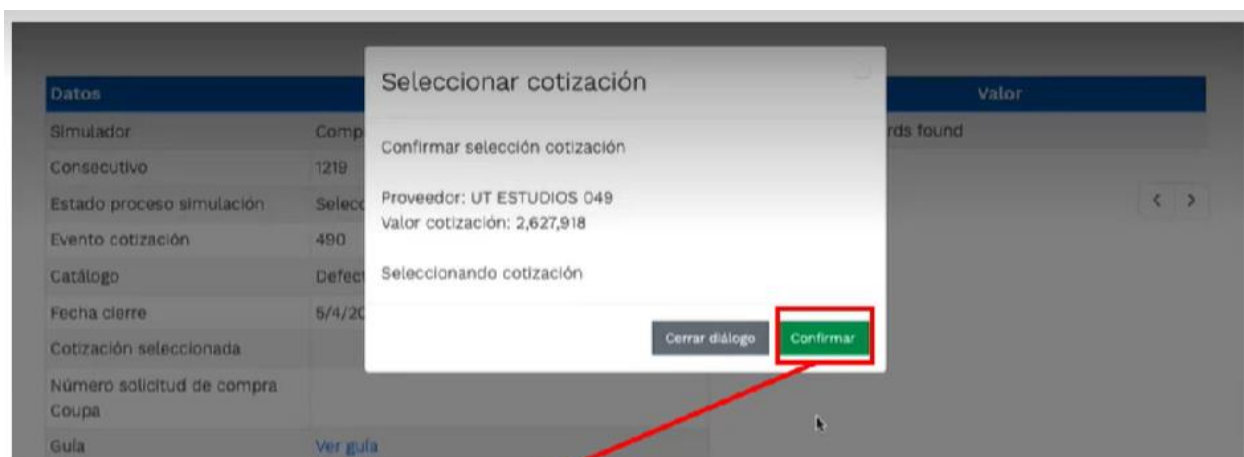 Seleccionar cotización
Confirmar selección cotización
Proveedor: UT ESTUDIOS 049
Valor cotización: 2,627,918
Seleccionando cotización
Cerrar diálogo
Confirmar
Datos
Valor
Simulador
Comp
rds found
Consecutivo
1219
Estado proceso simulación
Selecc
Evento cotización
490
Catálogo
Defect
Fecha cierre
5/4/20
Cotización seleccionada
Número solicitud de compra
Coupa
Guía
Ver guía